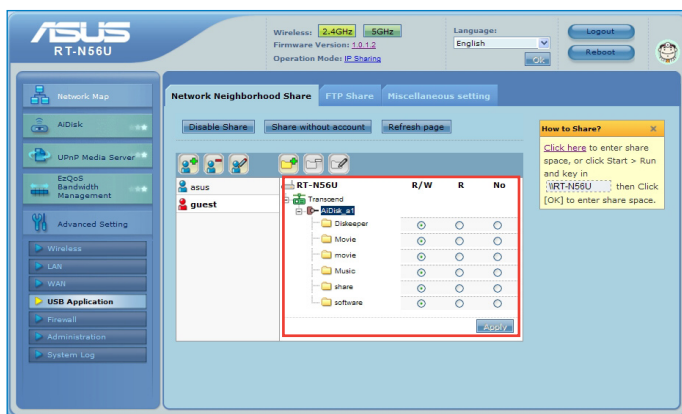 ASUS
RT-N56U
Wireless: 2.4GHz 5GHz
Firmware Version: 1.0.1.2
Operation Mode: IP Sharing
Language:
English
Ok
Logout
Reboot
Network Map
AiDisk
UPnP Media Server
EzQoS
Bandwidth
Management
Advanced Setting
Wireless
LAN
WAN
USB Application
Firewall
Administration
System Log
Network Neighborhood Share FTP Share Miscellaneous setting
Disable Share Share without account Refresh page
asus
guest
RT-N56U R/W R No
Transcend
AiDisk_a1
Diskeeper
Movie
movie
Music
share
software
Apply
How to Share? X
Click here to enter share
space, or click Start > Run
and key in
\\RT-N56U then Click
[OK] to enter share space.